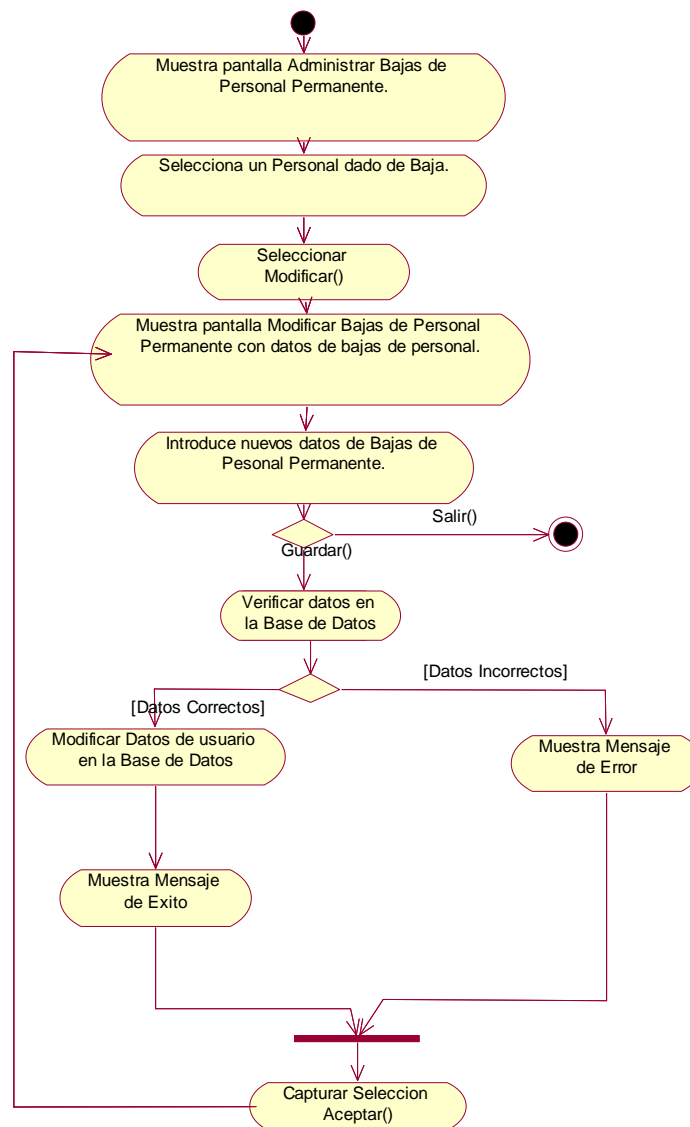 Muestra pantalla Administrar Bajas de
Personal Permanente.
Selecciona un Personal dado de Baja.
Seleccionar
Modificar()
Muestra pantalla Modificar Bajas de Personal
Permanente con datos de bajas de personal.
Introduce nuevos datos de Bajas de
Pesonal Permanente.
Salir()
Guardar()
Verificar datos en
la Base de Datos
[Datos Incorrectos]
[Datos Correctos]
Modificar Datos de usuario
en la Base de Datos
Muestra Mensaje
de Error
Muestra Mensaje
de Exito
Capturar Seleccion
Aceptar()